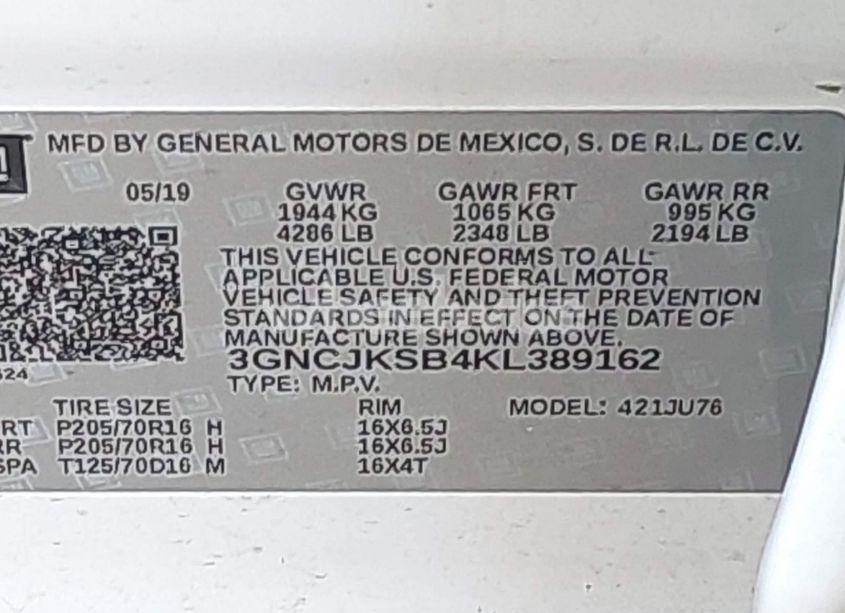 MFD BY GENERAL MOTORS DE MEXICO, S. DE R.L. DE C.V.
05/19 GVWR GAWR FRT GAWR RR
1944 KG 1065 KG 995 KG
4286 LB 2348 LB 2194 LB
THIS VEHICLE CONFORMS TO ALL
APPLICABLE U.S. FEDERAL MOTOR
VEHICLE SAFETY AND THEFT PREVENTION
STANDARDS IN EFFECT ON THE DATE OF
MANUFACTURE SHOWN ABOVE.
3GNCJKSB4KL389162
624
TYPE: M.P.V.
TIRE SIZE RIM MODEL: 421JU76
RT P205/70R16 H 16X6.5J
RR P205/70R16 H 16X6.5J
SPA T125/70D16 M 16X4T